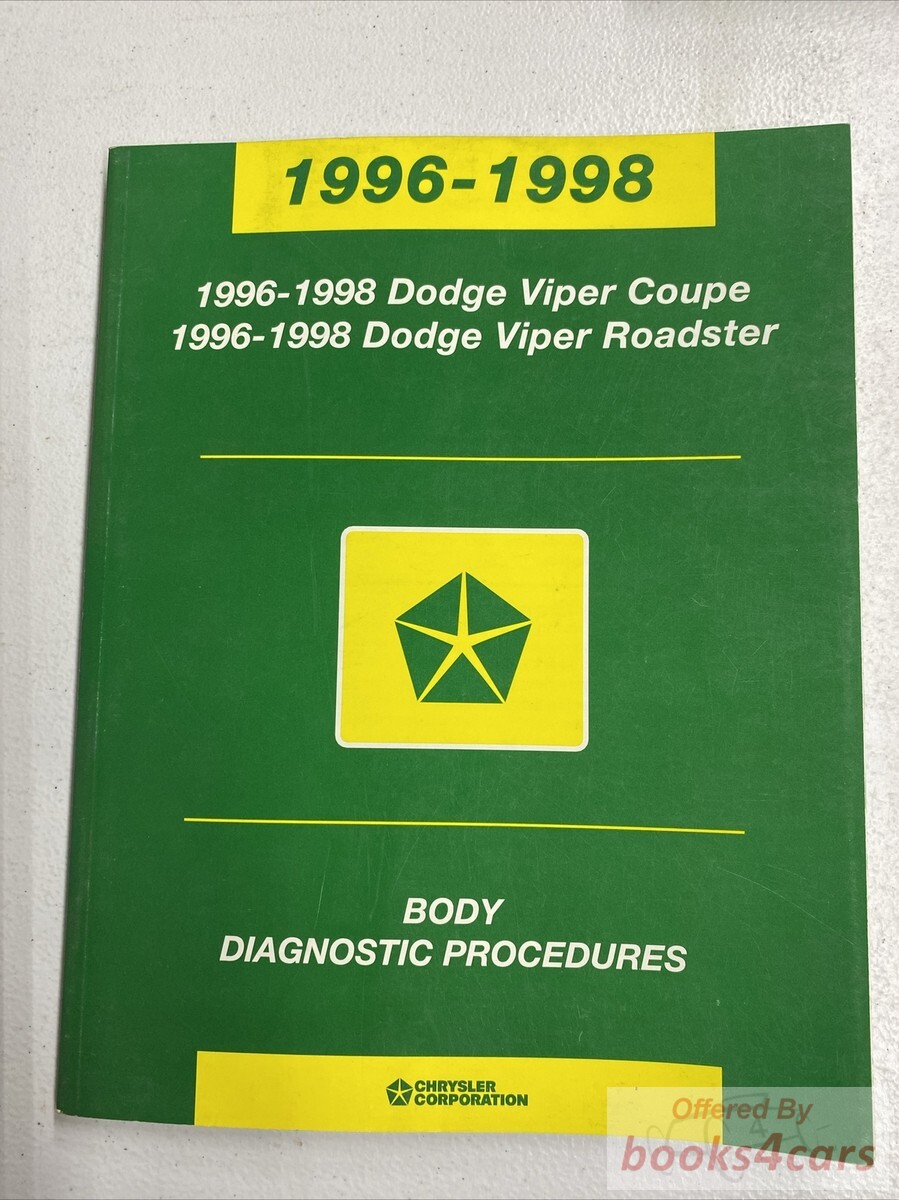 1996-1998
1996-1998 Dodge Viper Coupe
1996-1998 Dodge Viper Roadster
BODY
DIAGNOSTIC PROCEDURES
CHRYSLER
CORPORATION
Offered By
books4cars